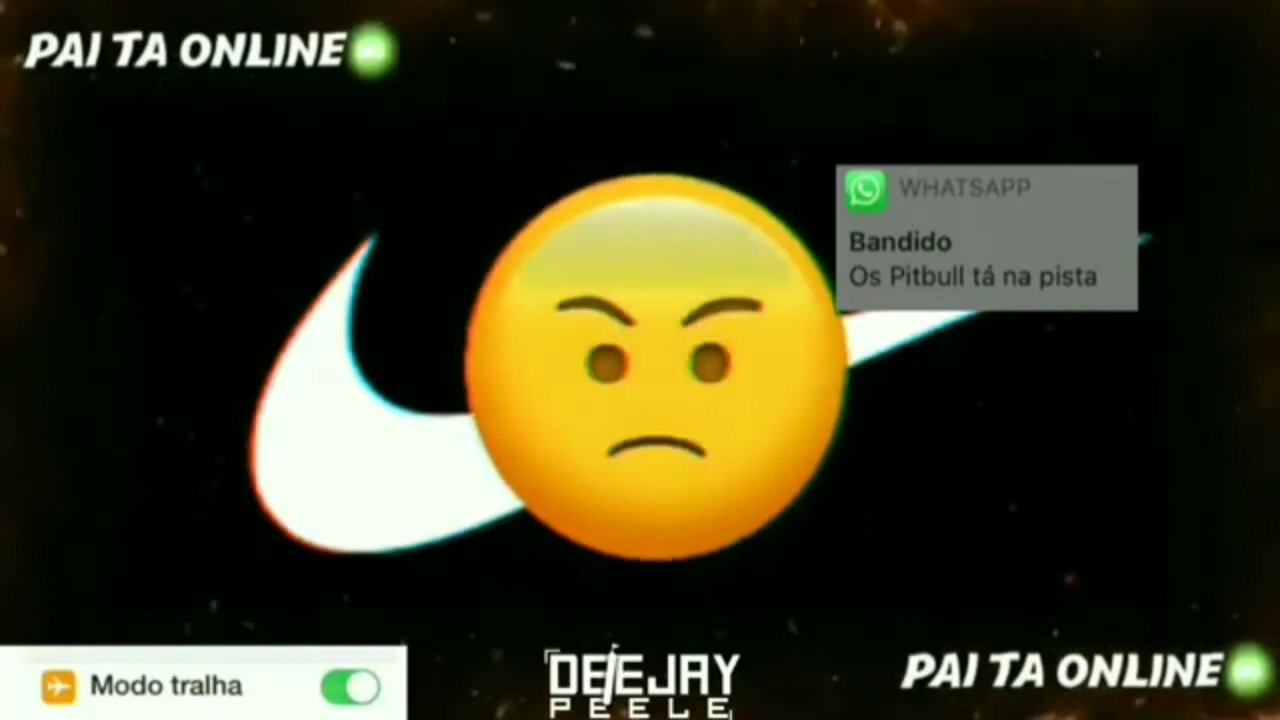 PAI TA ONLINE
WHATSAPP
Bandido
Os Pitbull tá na pista
Modo tralha
DEEJAY
PEELE
PAI TA ONLINE